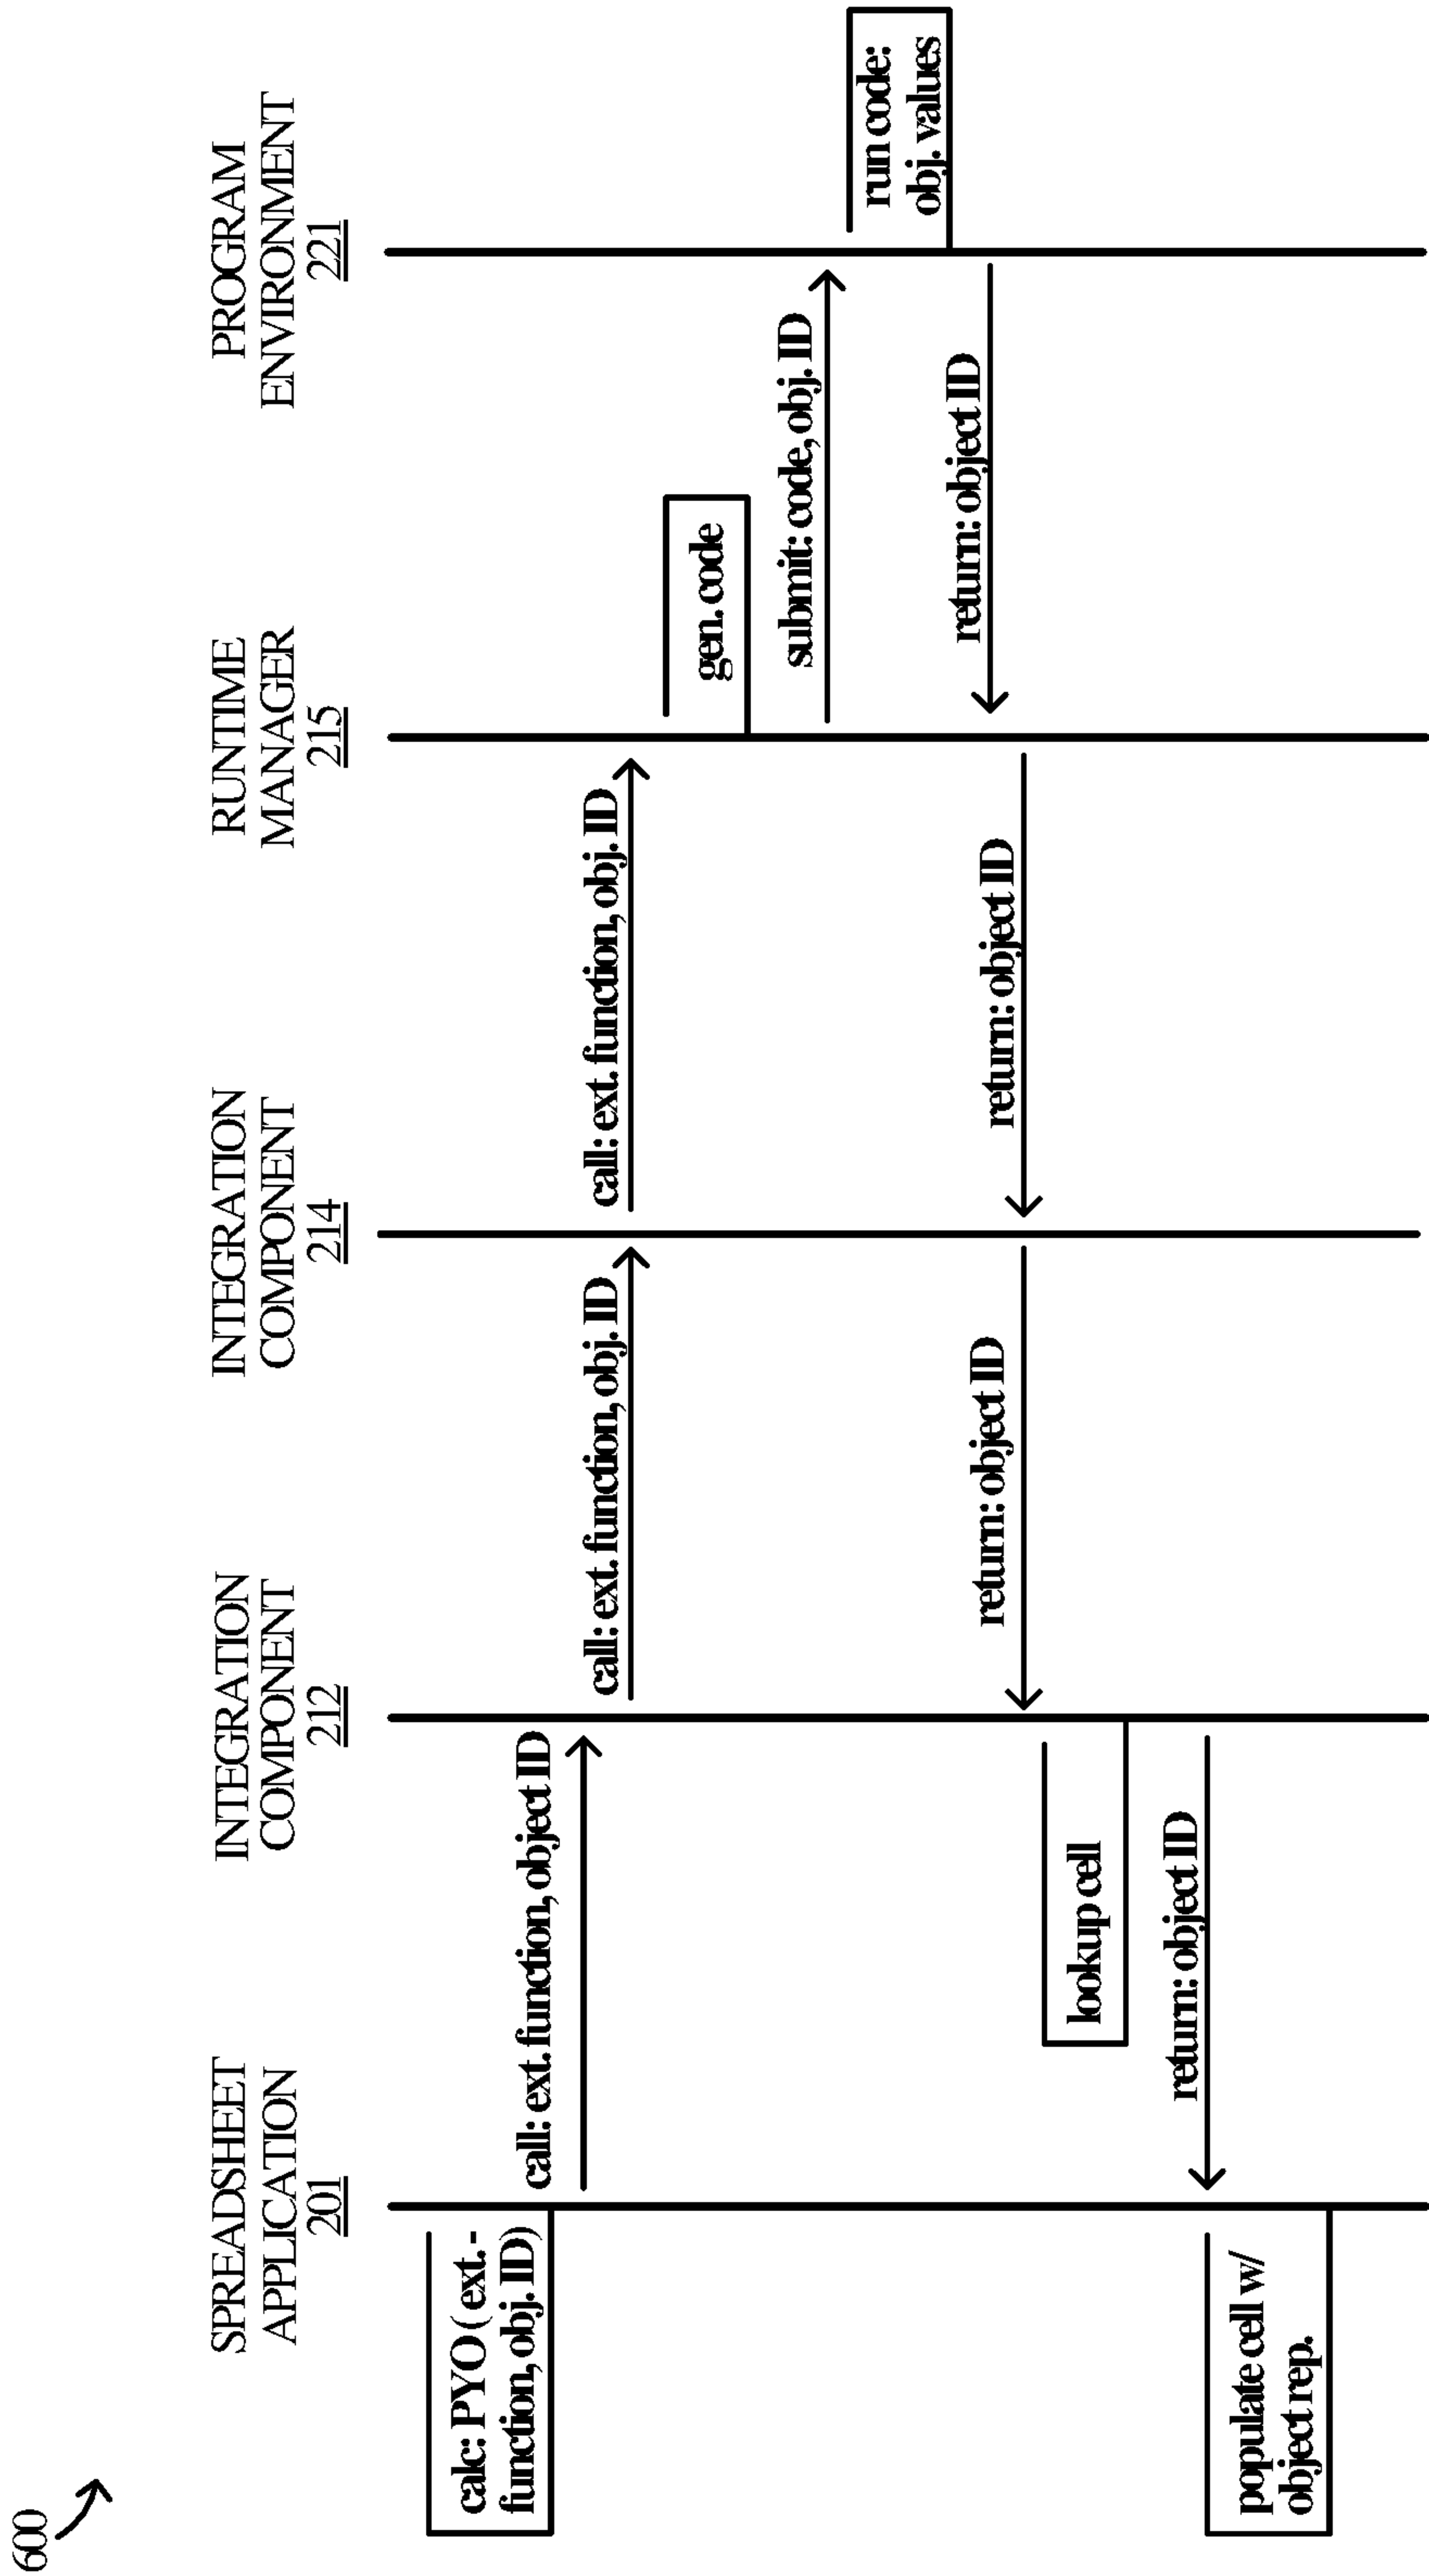 600
SPREADSHEET
APPLICATION
201
INTEGRATION
COMPONENT
212
INTEGRATION
COMPONENT
214
RUNTIME
MANAGER
215
PROGRAM
ENVIRONMENT
221
calc: PYO ( ext. -
function, obj. ID)
call: ext. function, object ID
call: ext. function, obj. ID
call: ext. function, obj. ID
gen. code
submit: code, obj. ID
run code:
obj. values
return: object ID
return: object ID
return: object ID
lookup cell
return: object ID
populate cell w/
object rep.